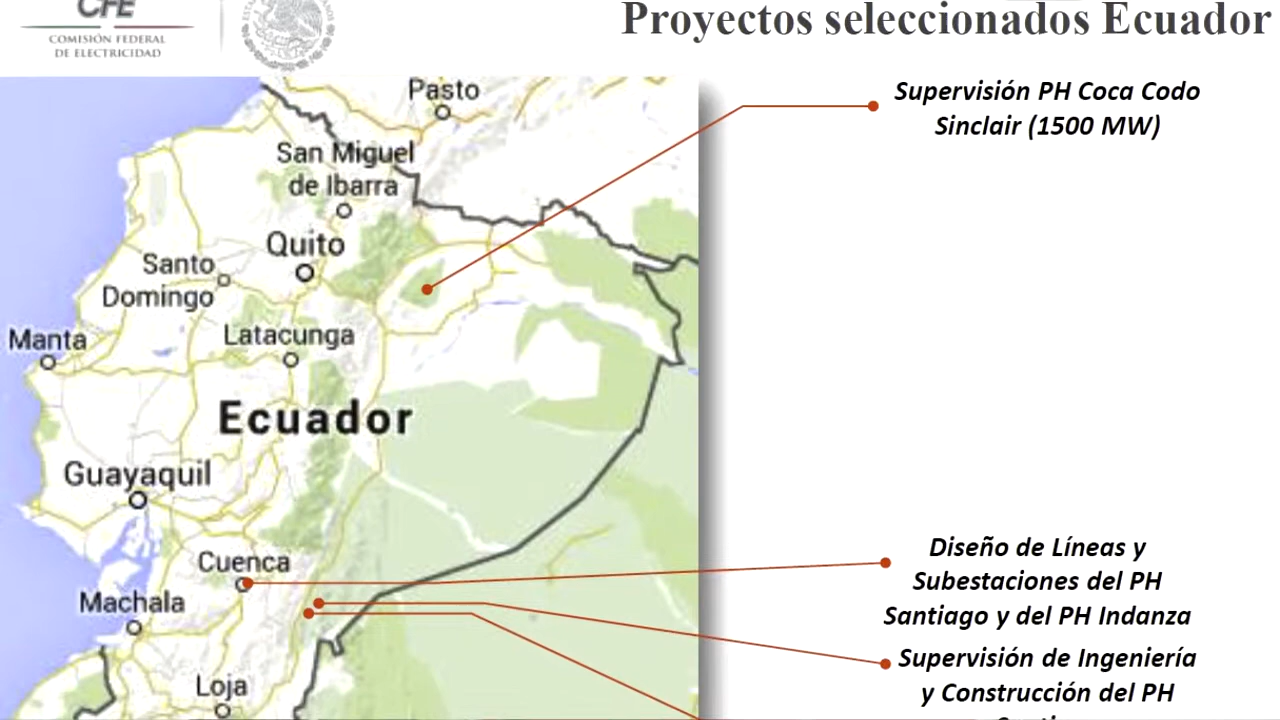 CFE
COMISIÓN FEDERAL
DE ELECTRICIDAD
Proyectos seleccionados Ecuador
Pasto
Supervisión PH Coca Codo
Sinclair (1500 MW)
San Miguel
de Ibarra
Quito
Santo
Domingo
Manta
Latacunga
Ecuador
Guayaquil
Cuenca
Machala
Loja
Diseño de Líneas y
Subestaciones del PH
Santiago y del PH Indanza
Supervisión de Ingeniería
y Construcción del PH